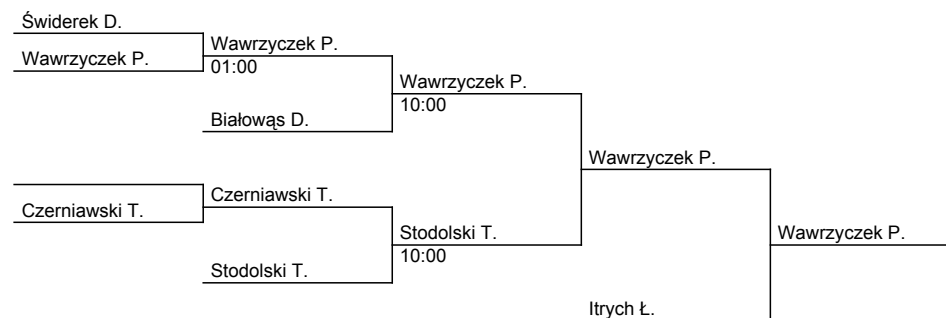 Świderek D.
Wawrzyczek P.
Wawrzyczek P.
01:00
Wawrzyczek P.
10:00
Białowąs D.
Wawrzyczek P.
Czerniawski T.
Czerniawski T.
Stodolski T.
10:00
Wawrzyczek P.
Stodolski T.
Itrych Ł.